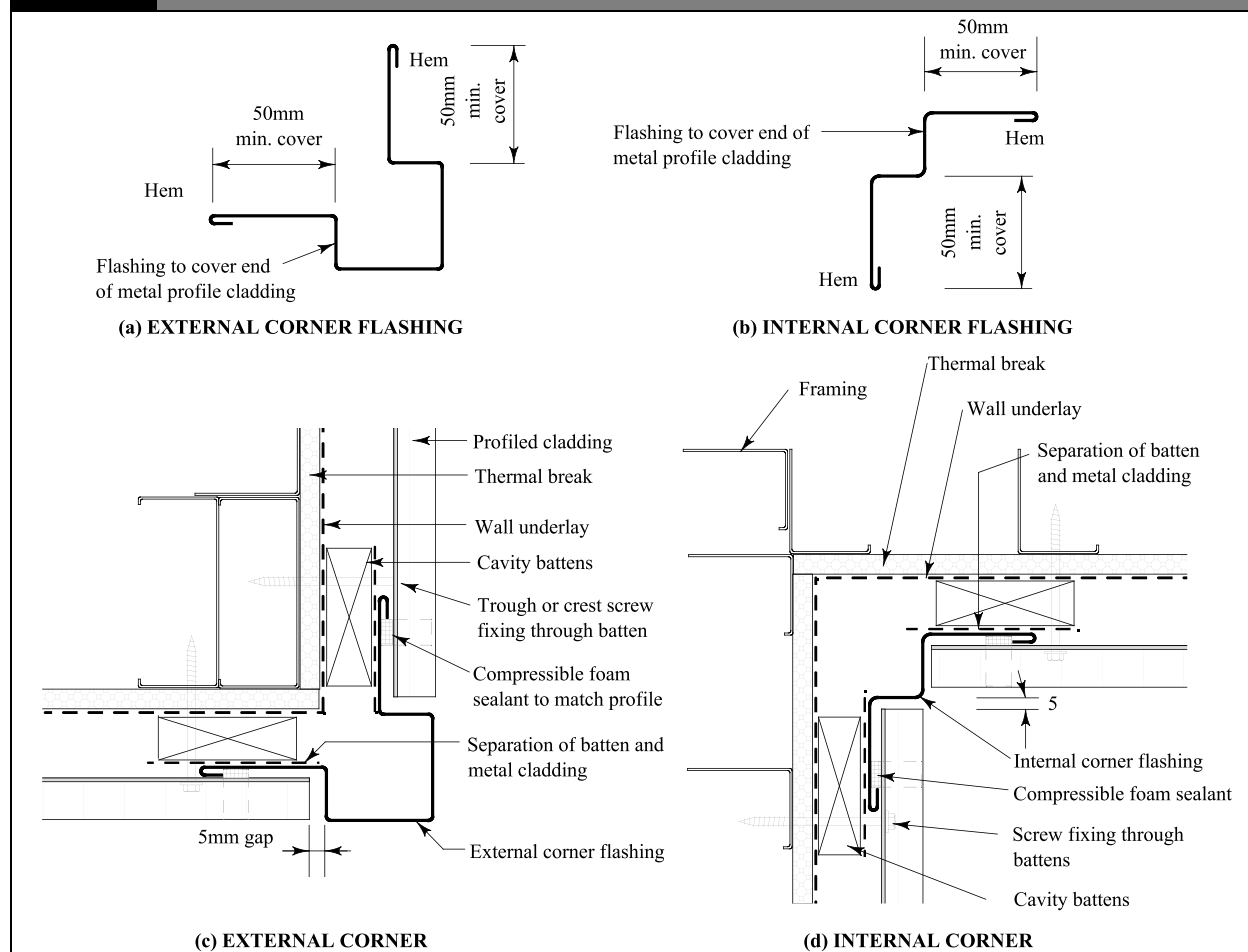 50mm
min. cover
Hem
50mm
min.
cover
Hem
Flashing to cover end
of metal profile cladding
(a) EXTERNAL CORNER FLASHING
50mm
min. cover
Flashing to cover end of
metal profile cladding
Hem
50mm
min.
cover
Hem
(b) INTERNAL CORNER FLASHING
Profiled cladding
Thermal break
Wall underlay
Cavity battens
Trough or crest screw
fixing through batten
Compressible foam
sealant to match profile
Separation of batten and
metal cladding
5mm gap
External corner flashing
(c) EXTERNAL CORNER
Thermal break
Framing
Wall underlay
Separation of batten
and metal cladding
5
Internal corner flashing
Compressible foam sealant
Screw fixing through
battens
Cavity battens
(d) INTERNAL CORNER